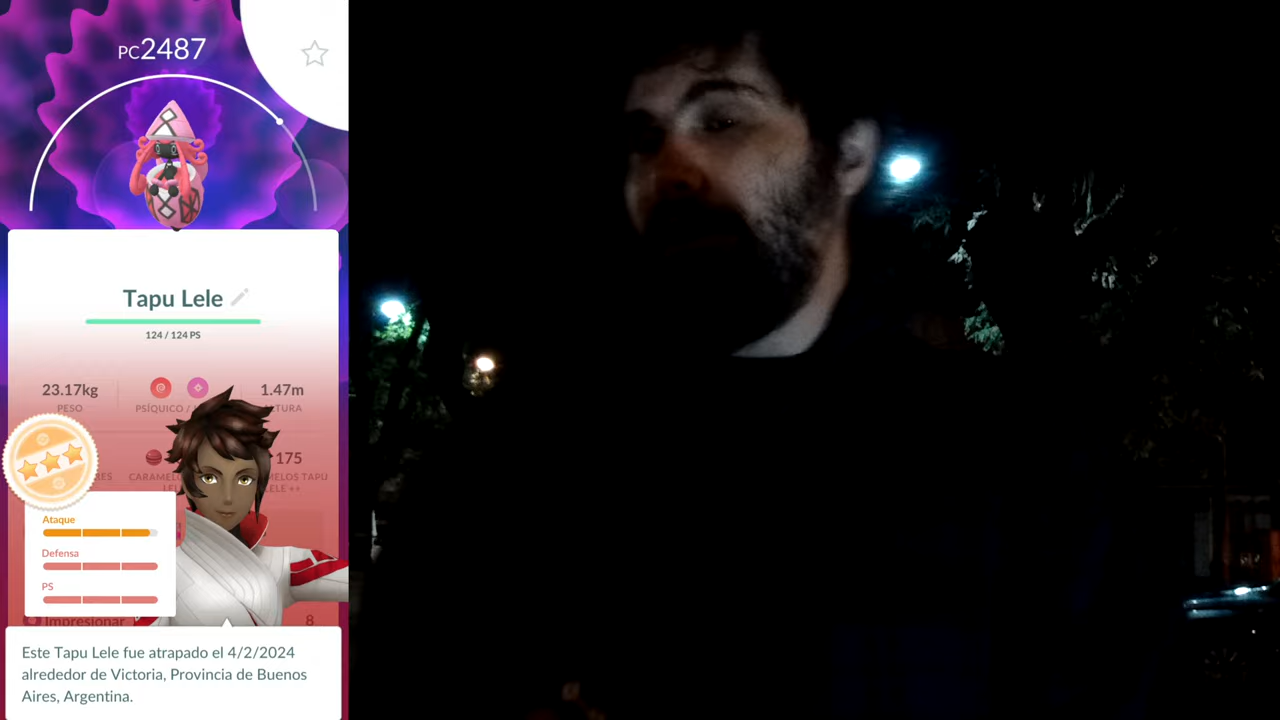 PC2487
Tapu Lele
124 / 124 PS
23.17kg
1.47m
PESO
PSÍQUICO /
175
Ataque
Defensa
PS
Impresionar
8
Este Tapu Lele fue atrapado el 4/2/2024
alrededor de Victoria, Provincia de Buenos
Aires, Argentina.